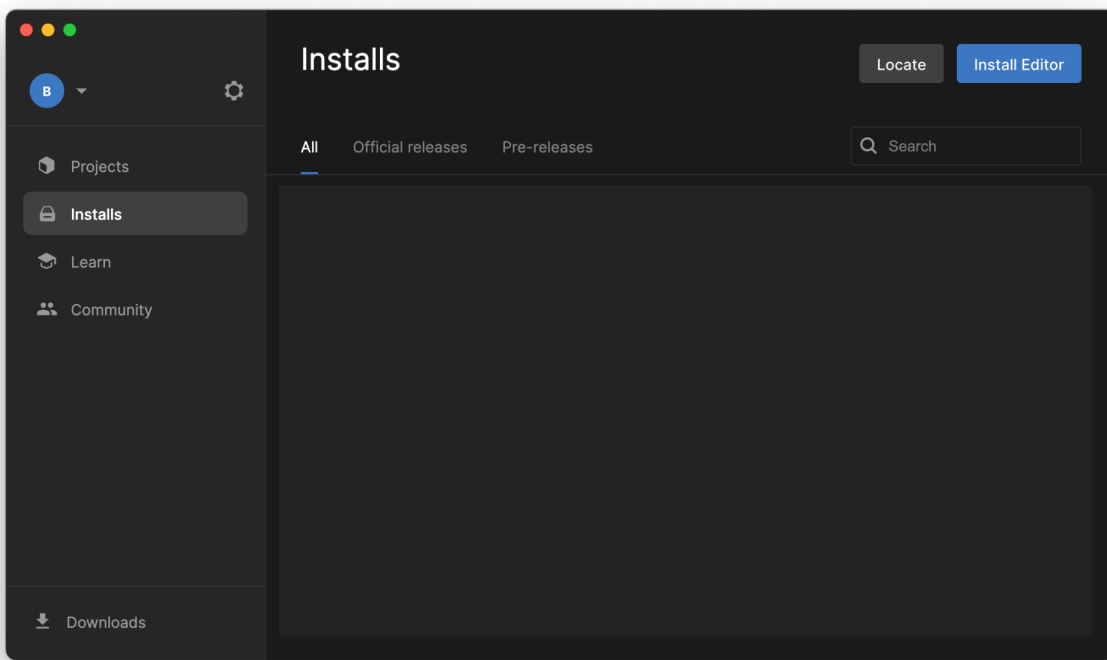 Installs
Locate
Install Editor
B
All
Official releases
Pre-releases
Search
Projects
Installs
Learn
Community
Downloads